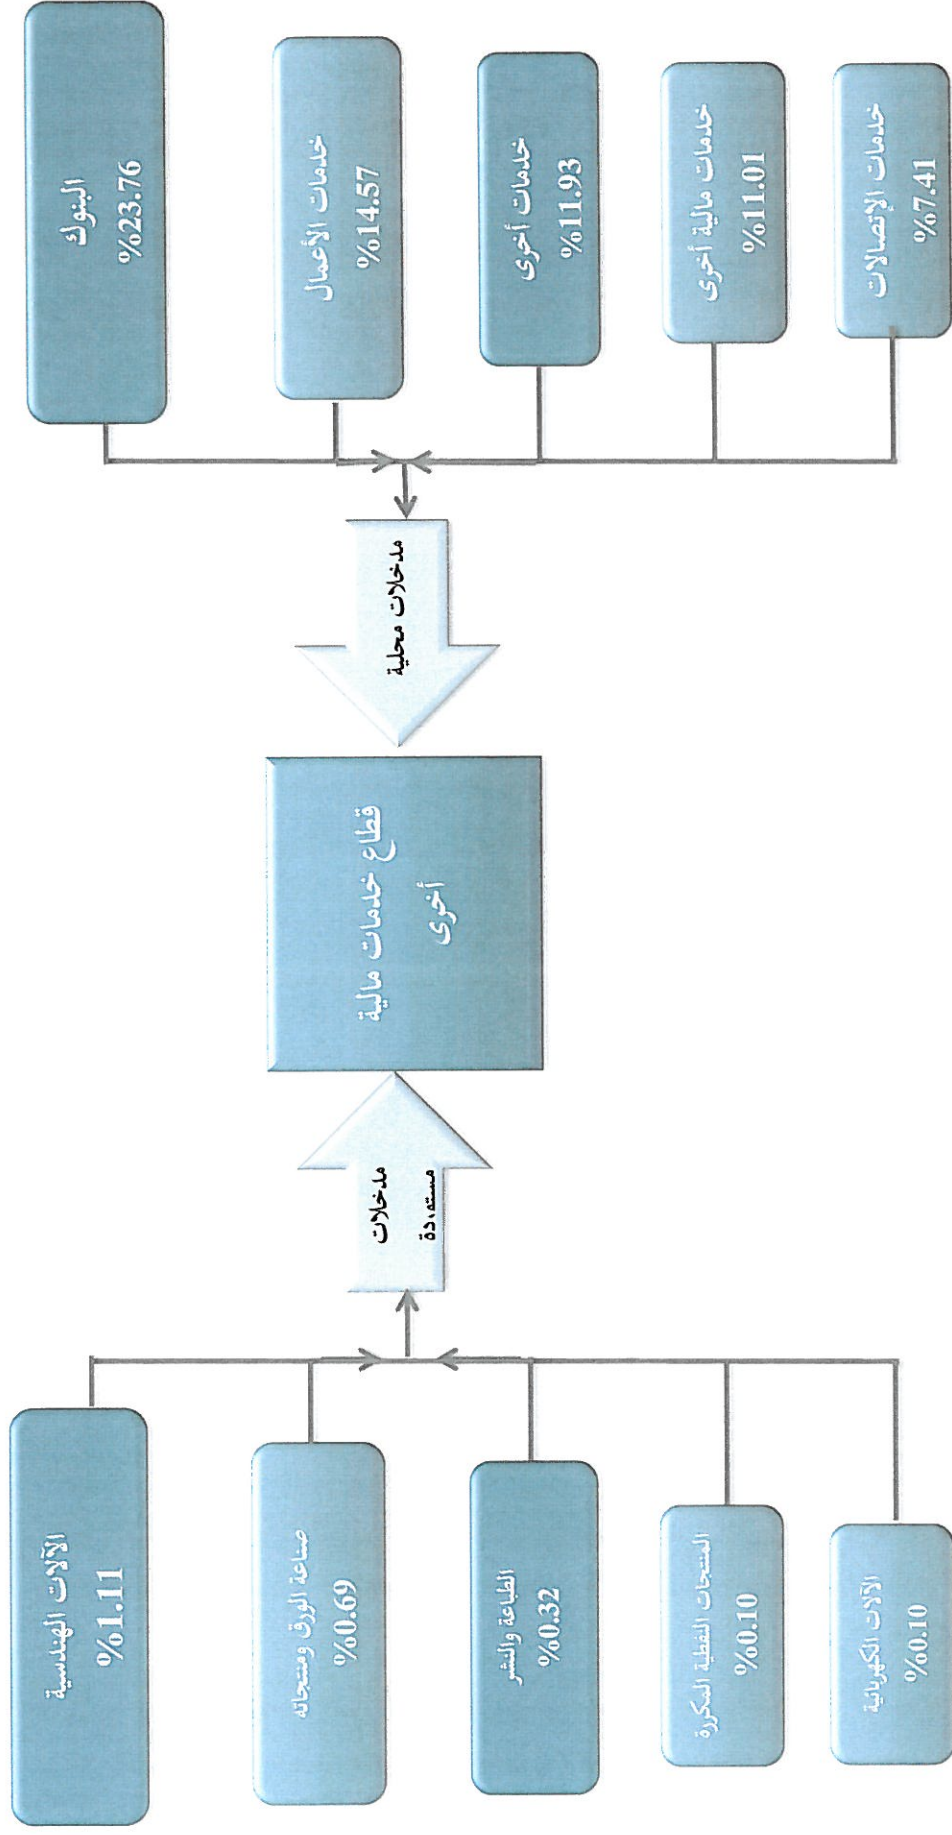 البنوك
%23.76
خدمات الأعمال
%14.57
خدمات أخرى
%11.93
خدمات مالية أخرى
%11.01
خدمات الإتصالات
%7.41
مدخلات محلية
قطاع خدمات مالية
أخرى
مدخلات
مستوردة
الآلات الهندسية
%1.11
صناعة الورق ومنتجاته
%0.69
الطباعة والنشر
%0.32
المنتجات النفطية المكررة
%0.10
الآلات الكهربائية
%0.10